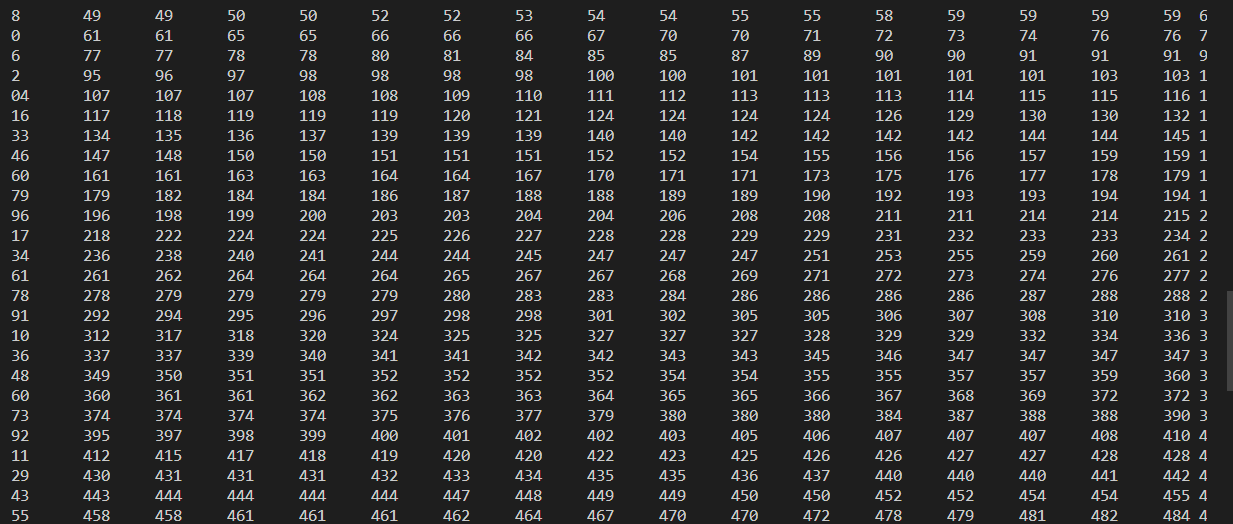 8 49 49 50 50 52 52 53 54 54 55 55 58 59 59 59 59 6
0 61 61 65 65 66 66 66 67 70 70 71 72 73 74 76 76 7
6 77 77 78 78 80 81 84 85 85 87 89 90 90 91 91 91 9
2 95 96 97 98 98 98 98 100 100 101 101 101 101 101 103 103 1
04 107 107 107 108 108 109 110 111 112 113 113 113 114 115 115 116 1
16 117 118 119 119 119 120 121 124 124 124 124 126 129 130 130 132 1
33 134 135 136 137 139 139 139 140 140 142 142 142 142 144 144 145 1
46 147 148 150 150 151 151 151 152 152 154 155 156 156 157 159 159 1
60 161 161 163 163 164 164 167 170 171 171 173 175 176 177 178 179 1
79 179 182 184 184 186 187 188 188 189 189 190 192 193 193 194 194 1
96 196 198 199 200 203 203 204 204 206 208 208 211 211 214 214 215 2
17 218 222 224 224 225 226 227 228 228 229 229 231 232 233 233 234 2
34 236 238 240 241 244 244 245 247 247 247 251 253 255 259 260 261 2
61 261 262 264 264 264 265 267 267 268 269 271 272 273 274 276 277 2
78 278 279 279 279 279 280 283 283 284 286 286 286 286 287 288 288 2
91 292 294 295 296 297 298 298 301 302 305 305 306 307 308 310 310 3
10 312 317 318 320 324 325 325 327 327 327 328 329 329 332 334 336 3
36 337 337 339 340 341 341 342 342 343 343 345 346 347 347 347 347 3
48 349 350 351 351 352 352 352 352 354 354 355 355 357 357 359 360 3
60 360 361 361 362 362 363 363 364 365 365 366 367 368 369 372 372 3
73 374 374 374 374 375 376 377 379 380 380 380 384 387 388 388 390 3
92 395 397 398 399 400 401 402 402 403 405 406 407 407 407 408 410 4
11 412 415 417 418 419 420 420 422 423 425 426 426 427 427 428 428 4
29 430 431 431 431 432 433 434 435 435 436 437 440 440 440 441 442 4
43 443 444 444 444 444 447 448 449 449 450 450 452 452 454 454 455 4
55 458 458 461 461 461 462 464 467 470 470 472 478 479 481 482 484 4